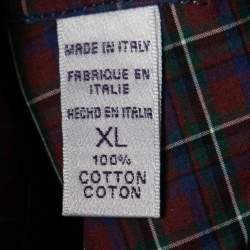 MADE IN ITALY
FABRIQUE EN
ITALIE
HECHO EN ITALIA
XL
100%
COTTON
COTON